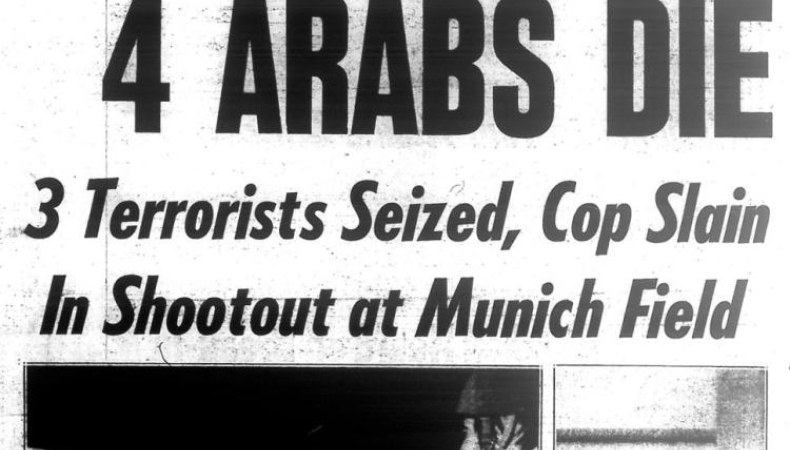 4 ARABS DIE
3 Terrorists Seized, Cop Slain
In Shootout at Munich Field